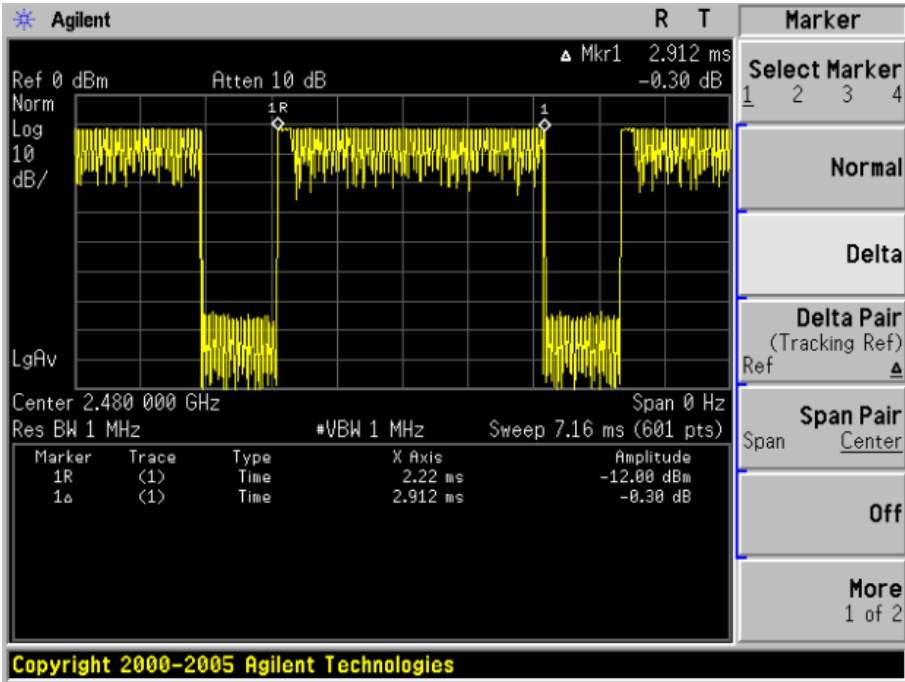 Agilent R T Marker
Δ Mkr1 2.912 ms
Ref 0 dBm Atten 10 dB -0.30 dB
Norm
Log
10
dB/
1R
1
LgAv
Center 2.480 000 GHz Span 0 Hz
Res BW 1 MHz #VBW 1 MHz Sweep 7.16 ms (601 pts)
Marker Trace Type X Axis Amplitude
1R (1) Time 2.22 ms -12.00 dBm
1Δ (1) Time 2.912 ms -0.30 dB
Select Marker
1 2 3 4
Normal
Delta
Delta Pair
(Tracking Ref)
Ref Δ
Span Pair
Span Center
Off
More
1 of 2
Copyright 2000-2005 Agilent Technologies